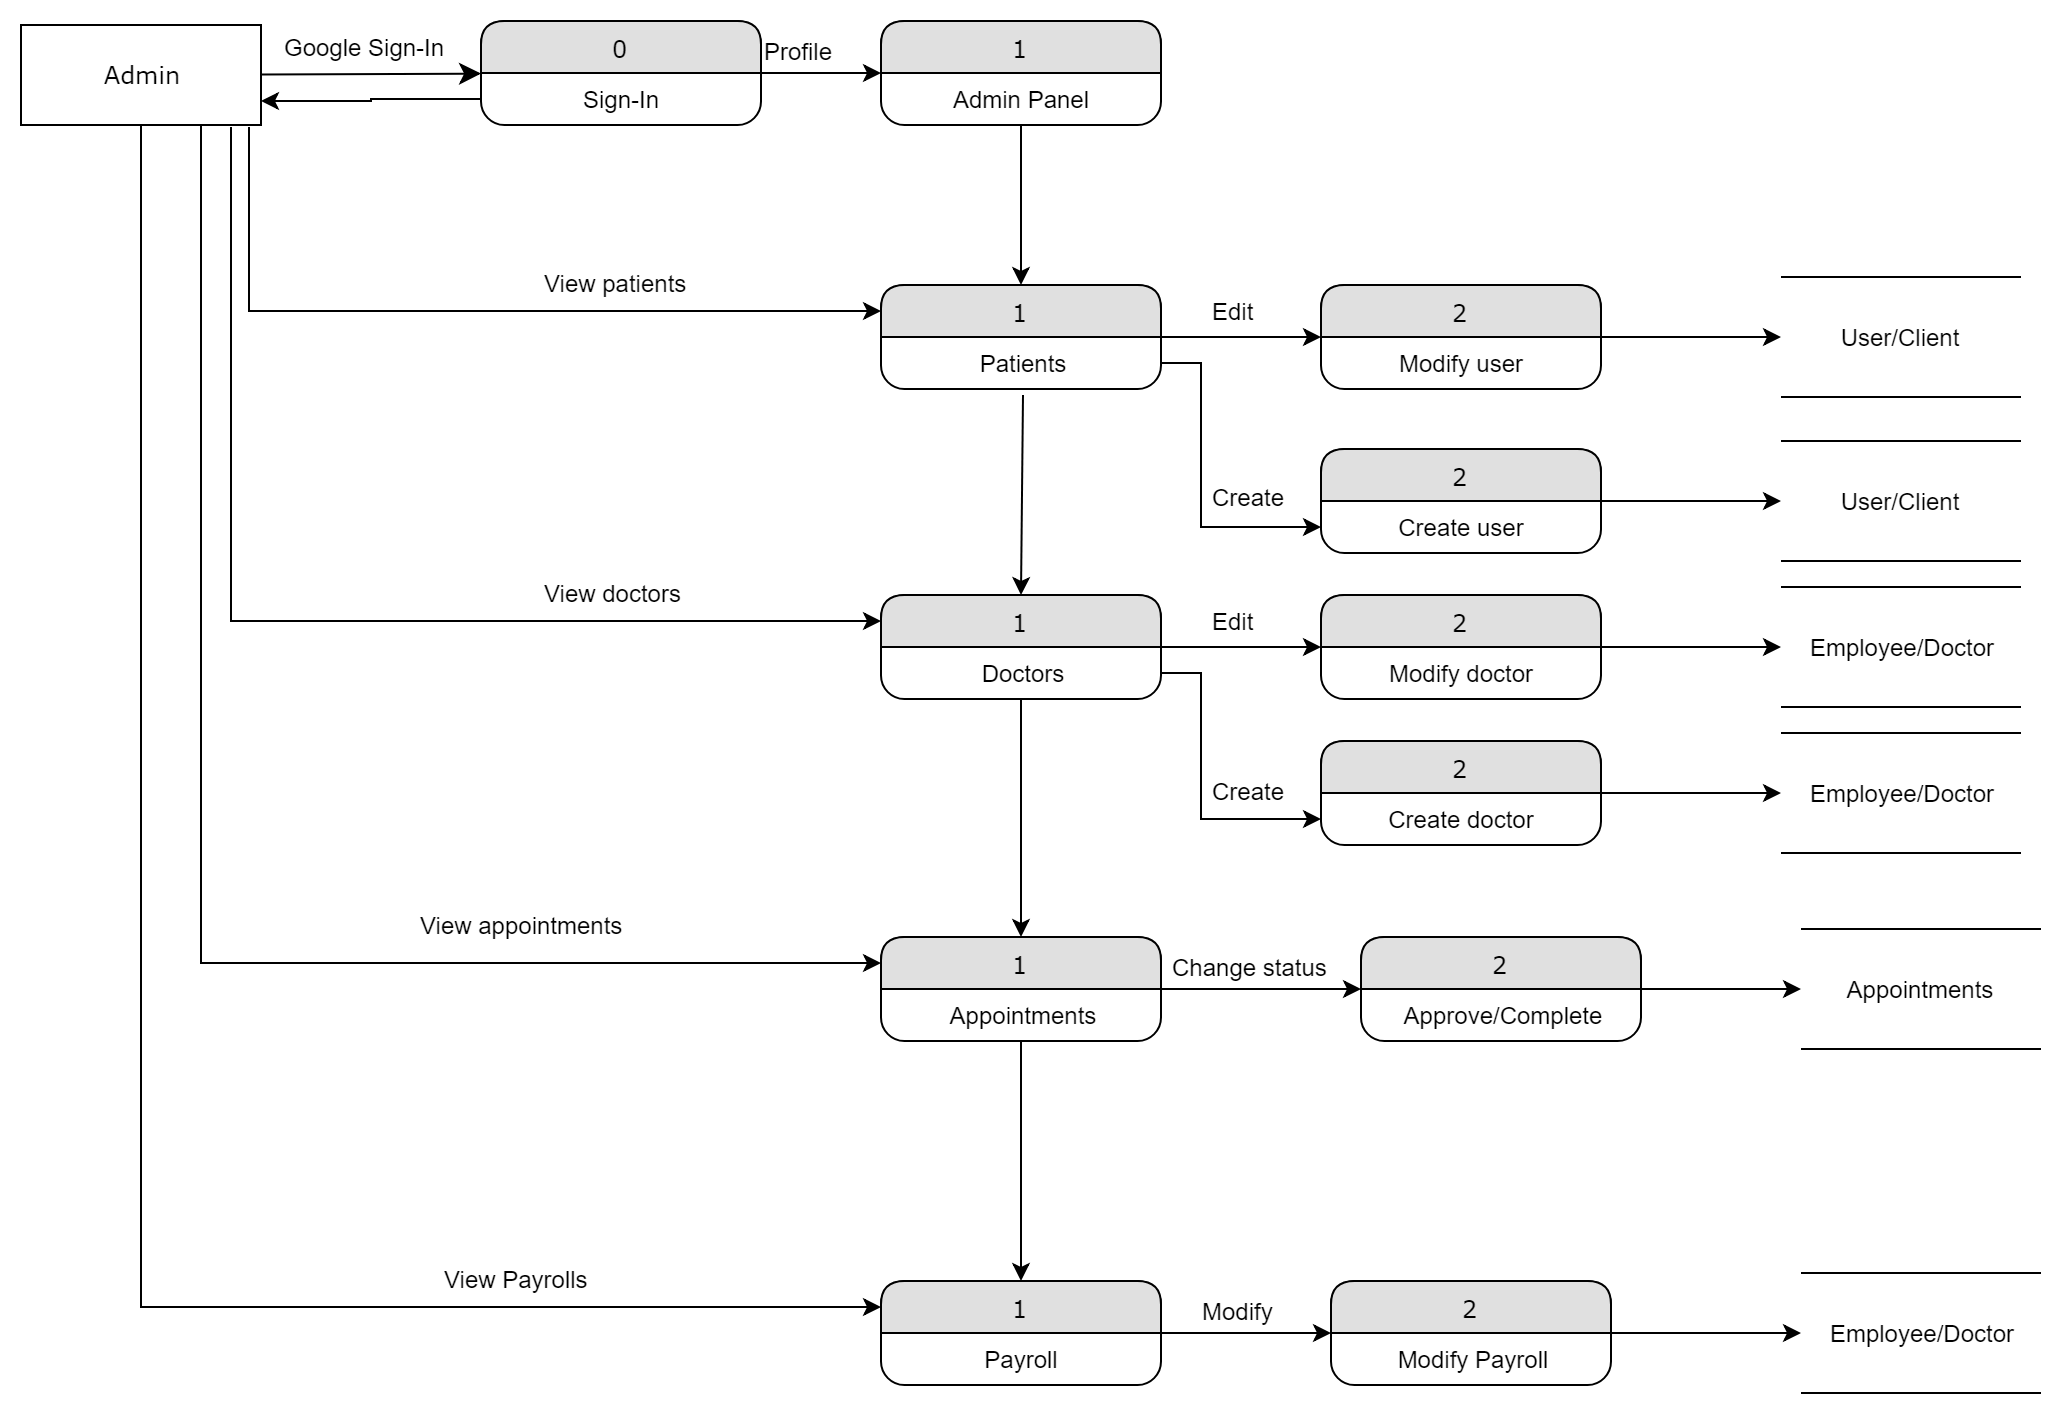 Admin
Google Sign-In
0
Sign-In
Profile
1
Admin Panel
View patients
1
Patients
Edit
2
Modify user
User/Client
Create
2
Create user
User/Client
View doctors
1
Doctors
Edit
2
Modify doctor
Employee/Doctor
Create
2
Create doctor
Employee/Doctor
View appointments
1
Appointments
Change status
2
Approve/Complete
Appointments
View Payrolls
1
Payroll
Modify
2
Modify Payroll
Employee/Doctor